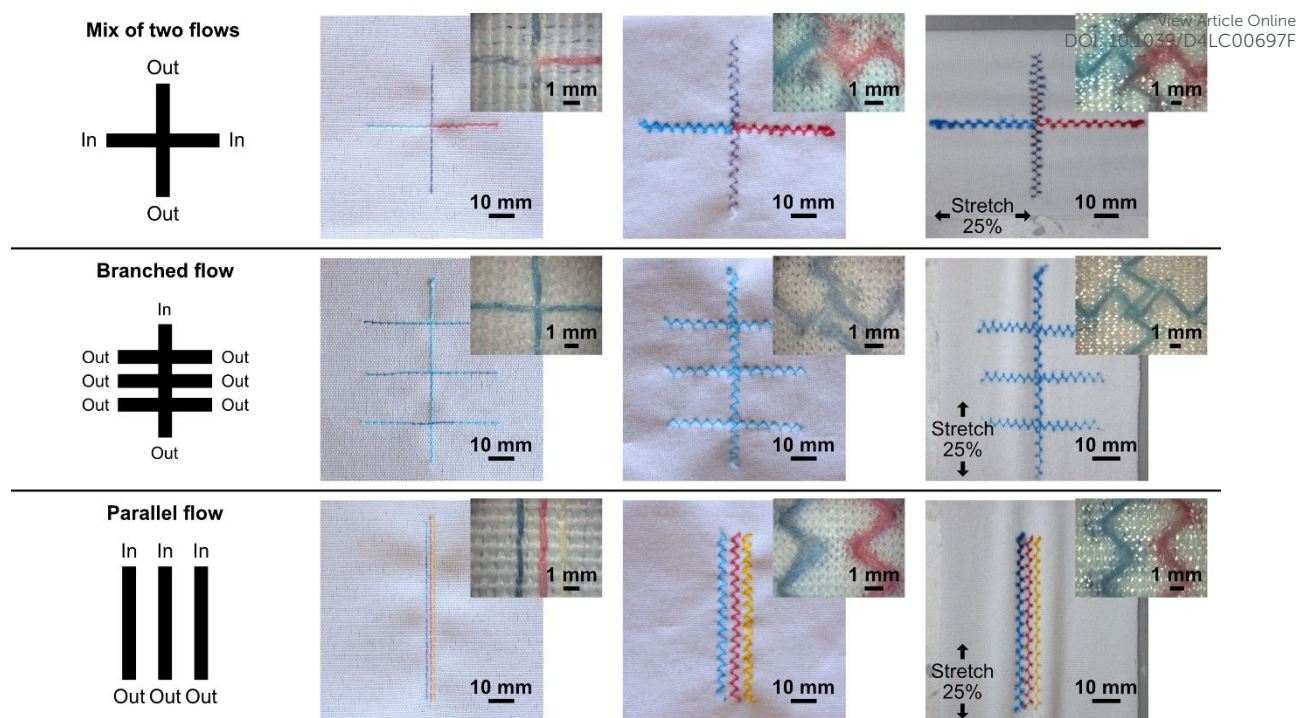 View Article Online
DOI: 10.1039/D4LC00697F
Mix of two flows
Out
In
In
Out
1 mm
10 mm
1 mm
10 mm
1 mm
Stretch
25%
10 mm
Branched flow
In
Out
Out
Out
Out
Out
Out
Out
1 mm
10 mm
1 mm
10 mm
1 mm
Stretch
25%
10 mm
Parallel flow
In In In
Out Out Out
1 mm
10 mm
1 mm
10 mm
1 mm
Stretch
25%
10 mm